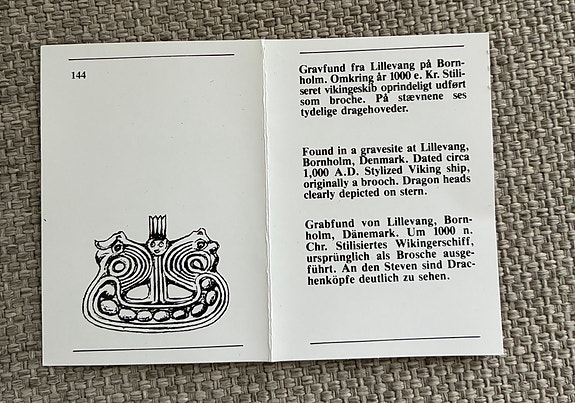 144
Gravfund fra Lillevang på Born-
holm. Omkring år 1000 e. Kr. Stili-
seret vikingeskib oprindeligt udført
som broche. På stævnene ses
tydelige dragehoveder.
Found in a gravesite at Lillevang,
Bornholm, Denmark. Dated circa
1,000 A.D. Stylized Viking ship,
originally a brooch. Dragon heads
clearly depicted on stern.
Grabfund von Lillevang, Born-
holm, Dänemark. Um 1000 n.
Chr. Stilisiertes Wikingerschiff,
ursprünglich als Brosche ausge-
führt. An den Steven sind Drac-
henköpfe deutlich zu sehen.